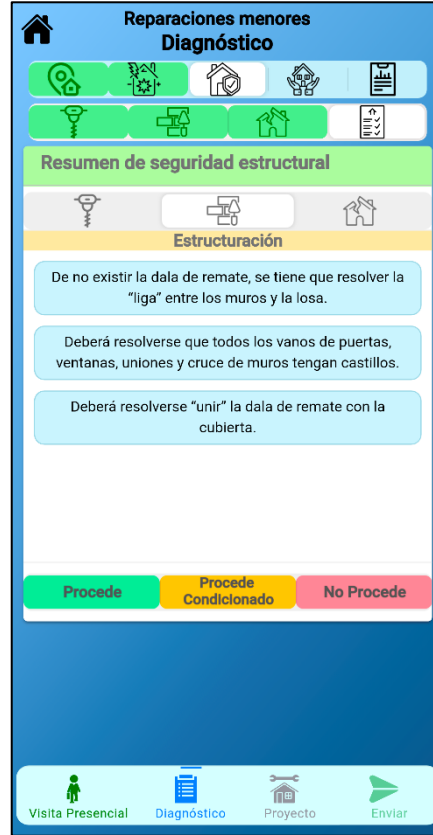 Reparaciones menores
Diagnóstico
Resumen de seguridad estructural
Estructuración
De no existir la dala de remate, se tiene que resolver la
“liga” entre los muros y la losa.
Deberá resolverse que todos los vanos de puertas,
ventanas, uniones y cruce de muros tengan castillos.
Deberá resolverse “unir” la dala de remate con la
cubierta.
Procede
Procede
Condicionado
No Procede
Visita Presencial
Diagnóstico
Proyecto
Enviar